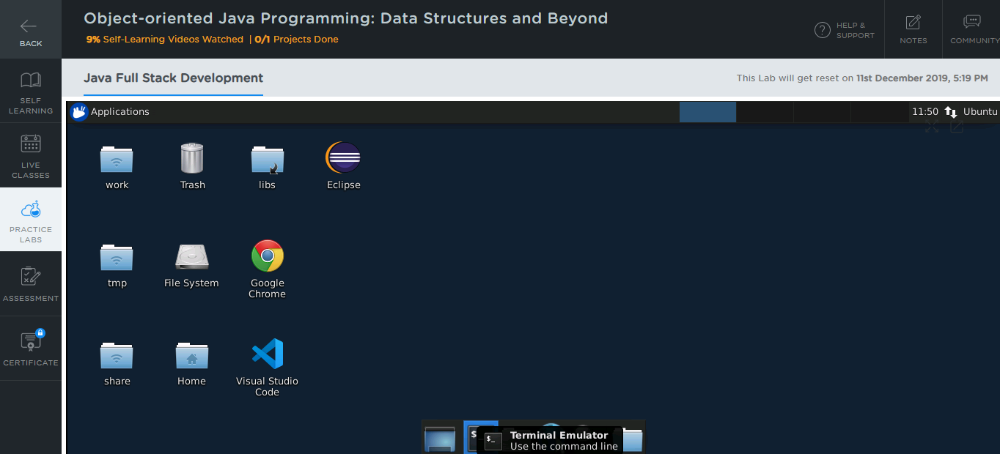 Object-oriented Java Programming: Data Structures and Beyond
9% Self-Learning Videos Watched | 0/1 Projects Done
BACK
HELP &
SUPPORT
NOTES
COMMUNITY
Java Full Stack Development
This Lab will get reset on 11st December 2019, 5:19 PM
SELF
LEARNING
LIVE
CLASSES
PRACTICE
LABS
ASSESSMENT
CERTIFICATE
Applications
11:50
Ubuntu
work
Trash
libs
Eclipse
tmp
File System
Google
Chrome
share
Home
Visual Studio
Code
$
$_
Terminal Emulator
Use the command line